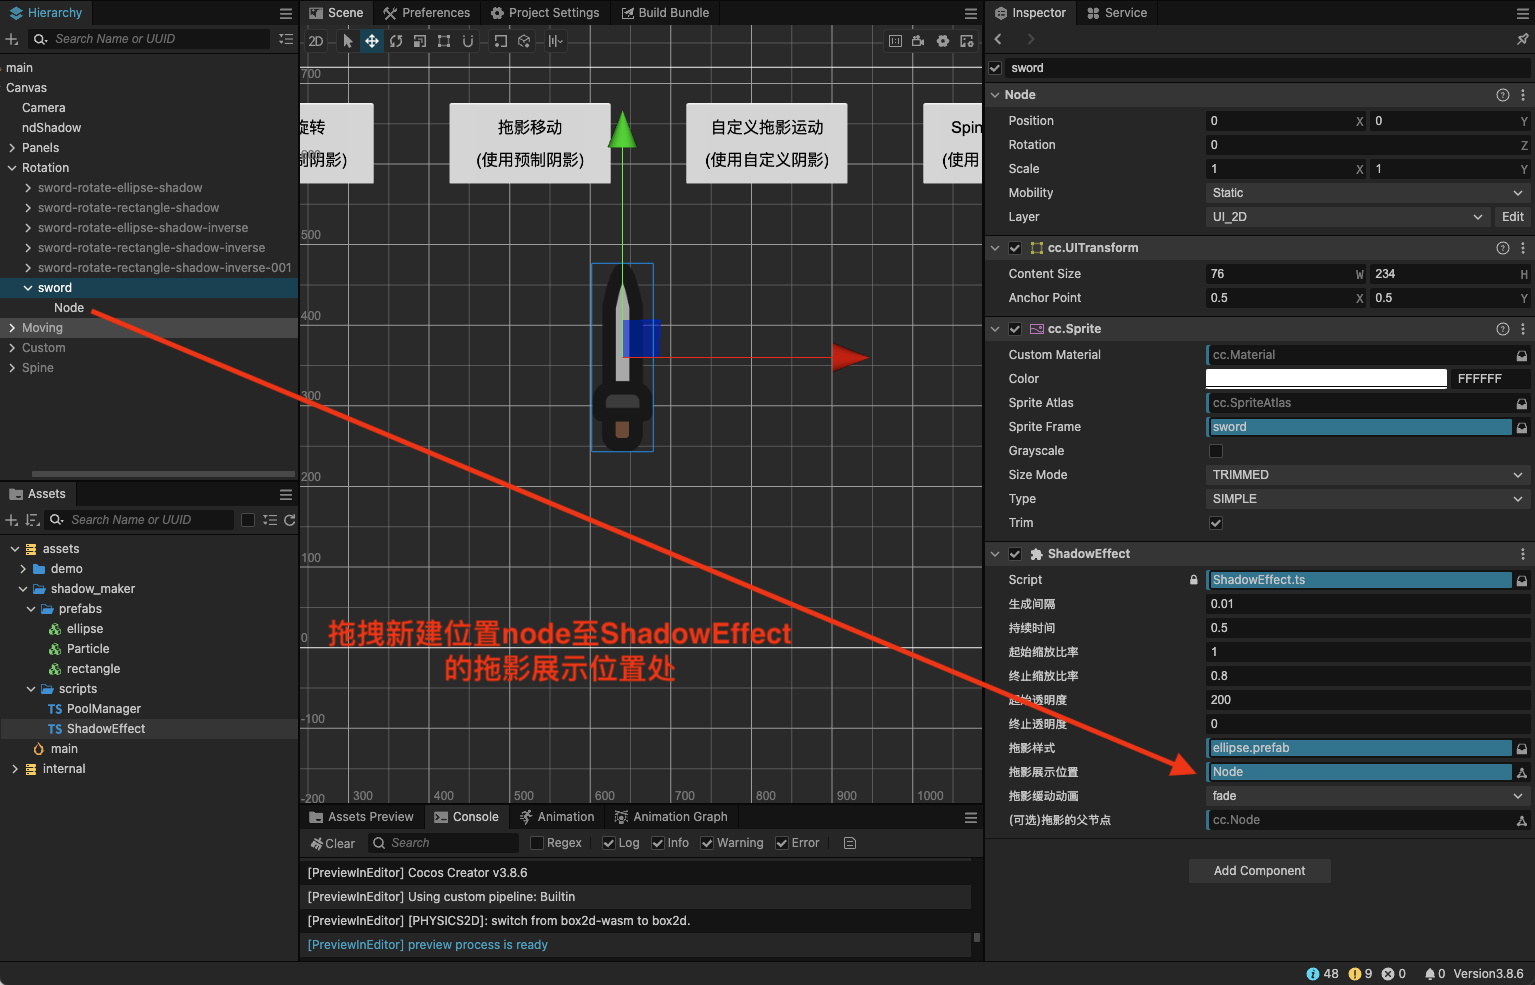 Hierarchy
Search Name or UUID
main
Canvas
Camera
ndShadow
Panels
Rotation
sword-rotate-ellipse-shadow
sword-rotate-rectangle-shadow
sword-rotate-ellipse-shadow-inverse
sword-rotate-rectangle-shadow-inverse
sword-rotate-rectangle-shadow-inverse-001
sword
Node
Moving
Custom
Spine
Assets
Search Name or UUID
assets
demo
shadow_maker
prefabs
ellipse
Particle
rectangle
scripts
TS PoolManager
TS ShadowEffect
main
internal
Scene Preferences Project Settings Build Bundle
2D
700
旋转
制阴影)
拖影移动
(使用预制阴影)
自定义拖影运动
(使用自定义阴影)
Spin
(使用
500
400
300
200
100
0
-100
-200 300 400 500 600 700 800 900 1000
拖拽新建位置node至ShadowEffect
的拖影展示位置处
Assets Preview Console Animation Animation Graph
Clear Search Regex Log Info Warning Error
[PreviewInEditor] Cocos Creator v3.8.6
[PreviewInEditor] Using custom pipeline: Builtin
[PreviewInEditor] [PHYSICS2D]: switch from box2d-wasm to box2d.
[PreviewInEditor] preview process is ready
Inspector Service
sword
Node
Position 0 X 0 Y
Rotation 0 Z
Scale 1 X 1 Y
Mobility Static
Layer UI_2D Edit
cc.UITransform
Content Size 76 W 234 H
Anchor Point 0.5 X 0.5 Y
cc.Sprite
Custom Material cc.Material
Color FFFFFF
Sprite Atlas cc.SpriteAtlas
Sprite Frame sword
Grayscale
Size Mode TRIMMED
Type SIMPLE
Trim
ShadowEffect
Script ShadowEffect.ts
生成间隔 0.01
持续时间 0.5
起始缩放比率 1
终止缩放比率 0.8
起始透明度 200
终止透明度 0
拖影样式 ellipse.prefab
拖影展示位置 Node
拖影缓动动画 fade
(可选)拖影的父节点 cc.Node
Add Component
48 9 0 0 Version3.8.6